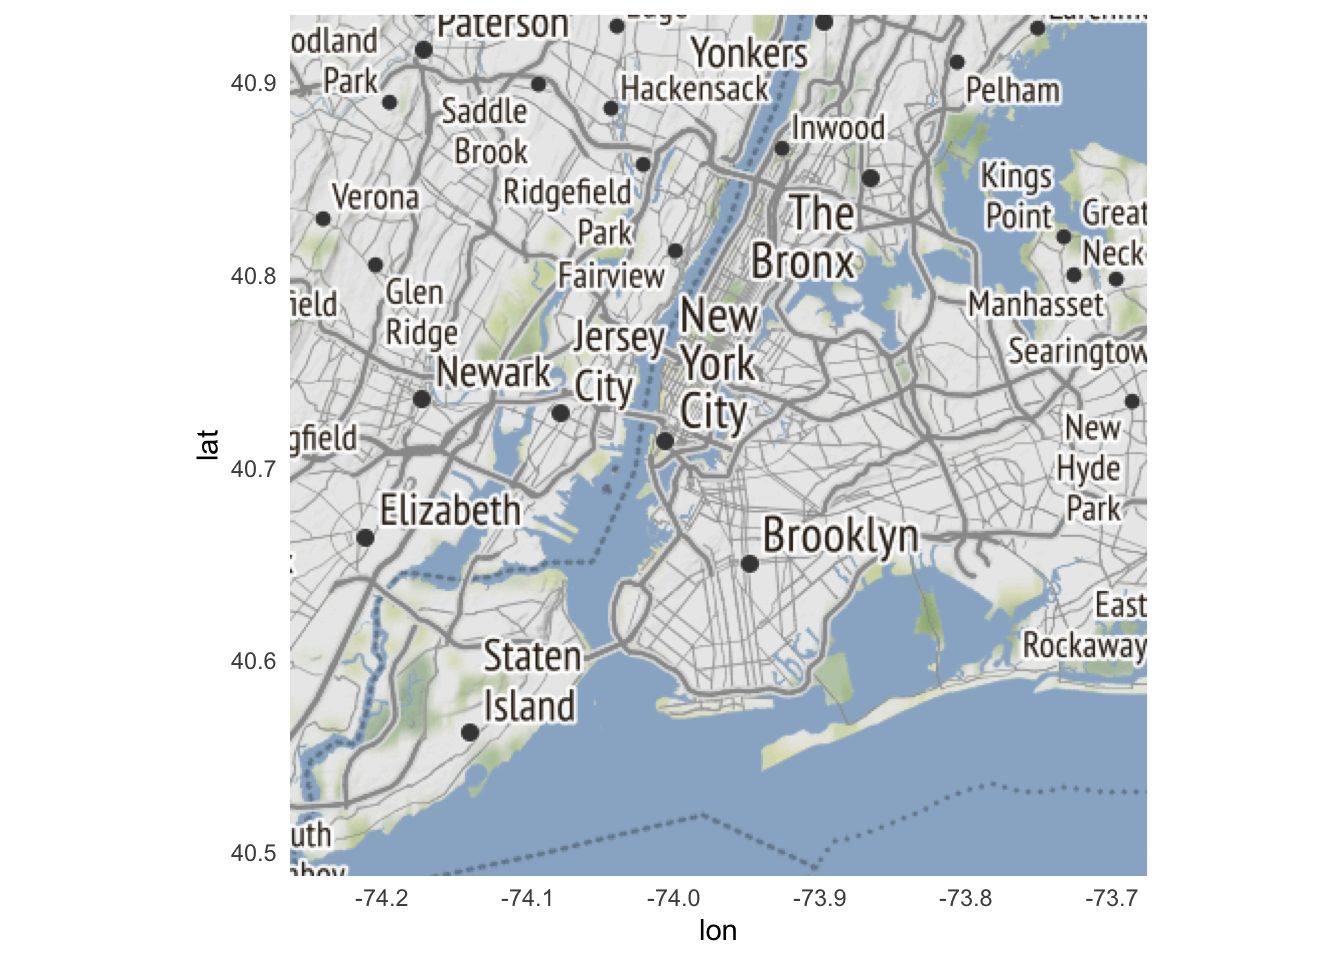 Paterson
odland
Park
Yonkers
Hackensack
Pelham
Saddle
Brook
Inwood
Verona
Ridgefield
Park
The
Bronx
Kings
Point
Great
Neck
Fairview
Glen
Ridge
ield
Manhasset
New
York
City
Jersey
City
Newark
Searingtow
gfield
New
Hyde
Park
Elizabeth
Brooklyn
East
Rockaway
Staten
Island
uth
40.9
40.8
40.7
40.6
40.5
lat
-74.2
-74.1
-74.0
-73.9
-73.8
-73.7
lon